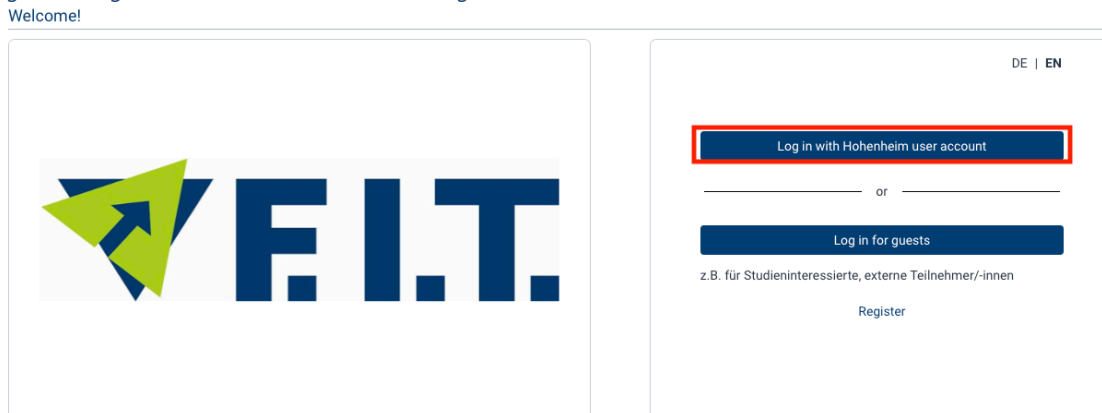 Welcome!
DE | EN
F.I.T.
Log in with Hohenheim user account
or
Log in for guests
z.B. für Studieninteressierte, externe Teilnehmer/-innen
Register